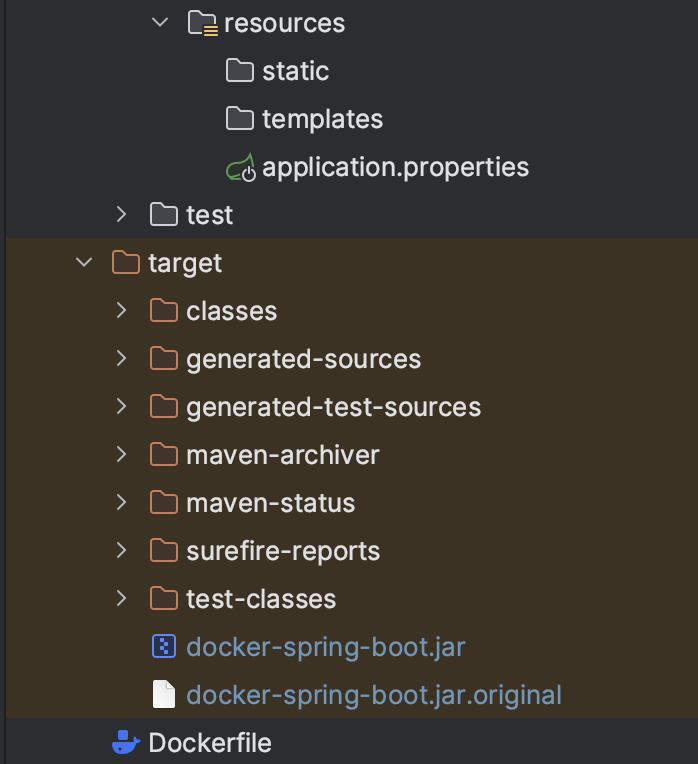 resources
static
templates
application.properties
test
target
classes
generated-sources
generated-test-sources
maven-archiver
maven-status
surefire-reports
test-classes
docker-spring-boot.jar
docker-spring-boot.jar.original
Dockerfile